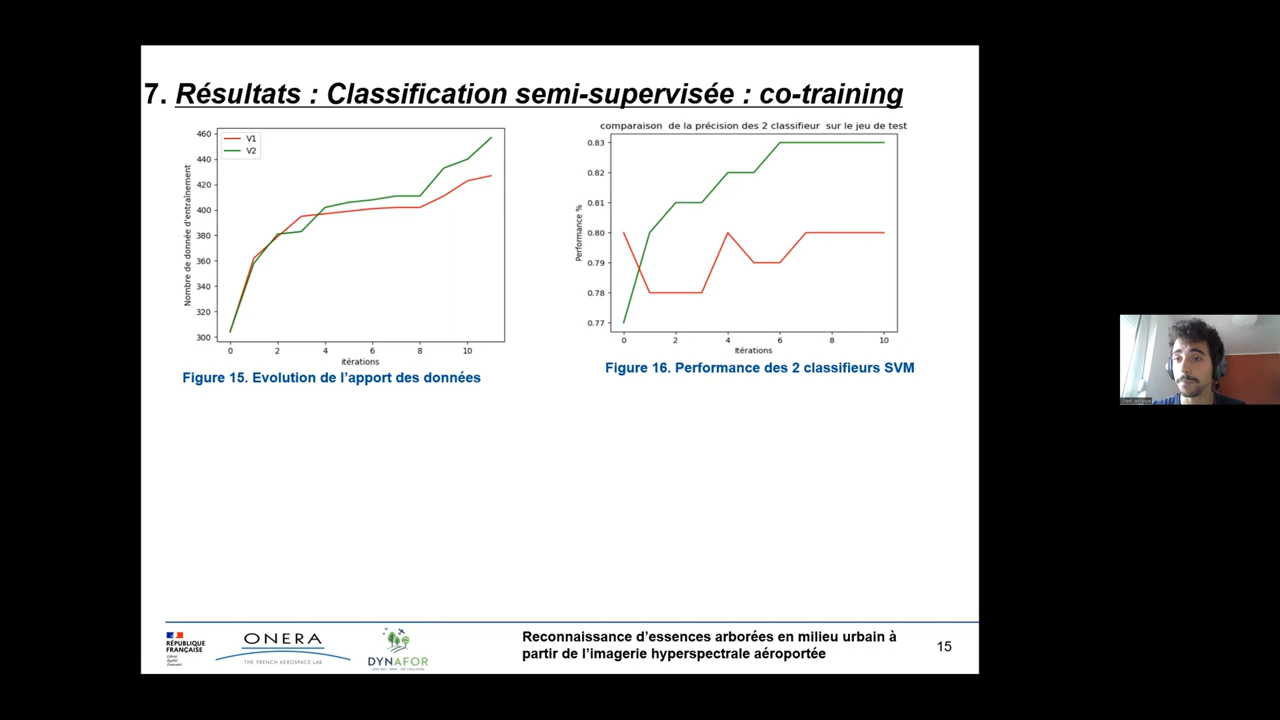 7. Résultats : Classification semi-supervisée : co-training
V1
V2
460
440
420
400
380
360
340
320
300
Nombre de donnée d'entraînement
0
2
4
6
8
10
itérations
Figure 15. Evolution de l'apport des données
comparaison de la précision des 2 classifieur sur le jeu de test
0.83
0.82
0.81
0.80
0.79
0.78
0.77
Performance %
0
2
4
6
8
10
Itérations
Figure 16. Performance des 2 classifieurs SVM
RÉPUBLIQUE
FRANÇAISE
Liberté
Égalité
Fraternité
ONERA
THE FRENCH AEROSPACE LAB
DYNAFOR
Reconnaissance d'essences arborées en milieu urbain à
partir de l'imagerie hyperspectrale aéroportée
15